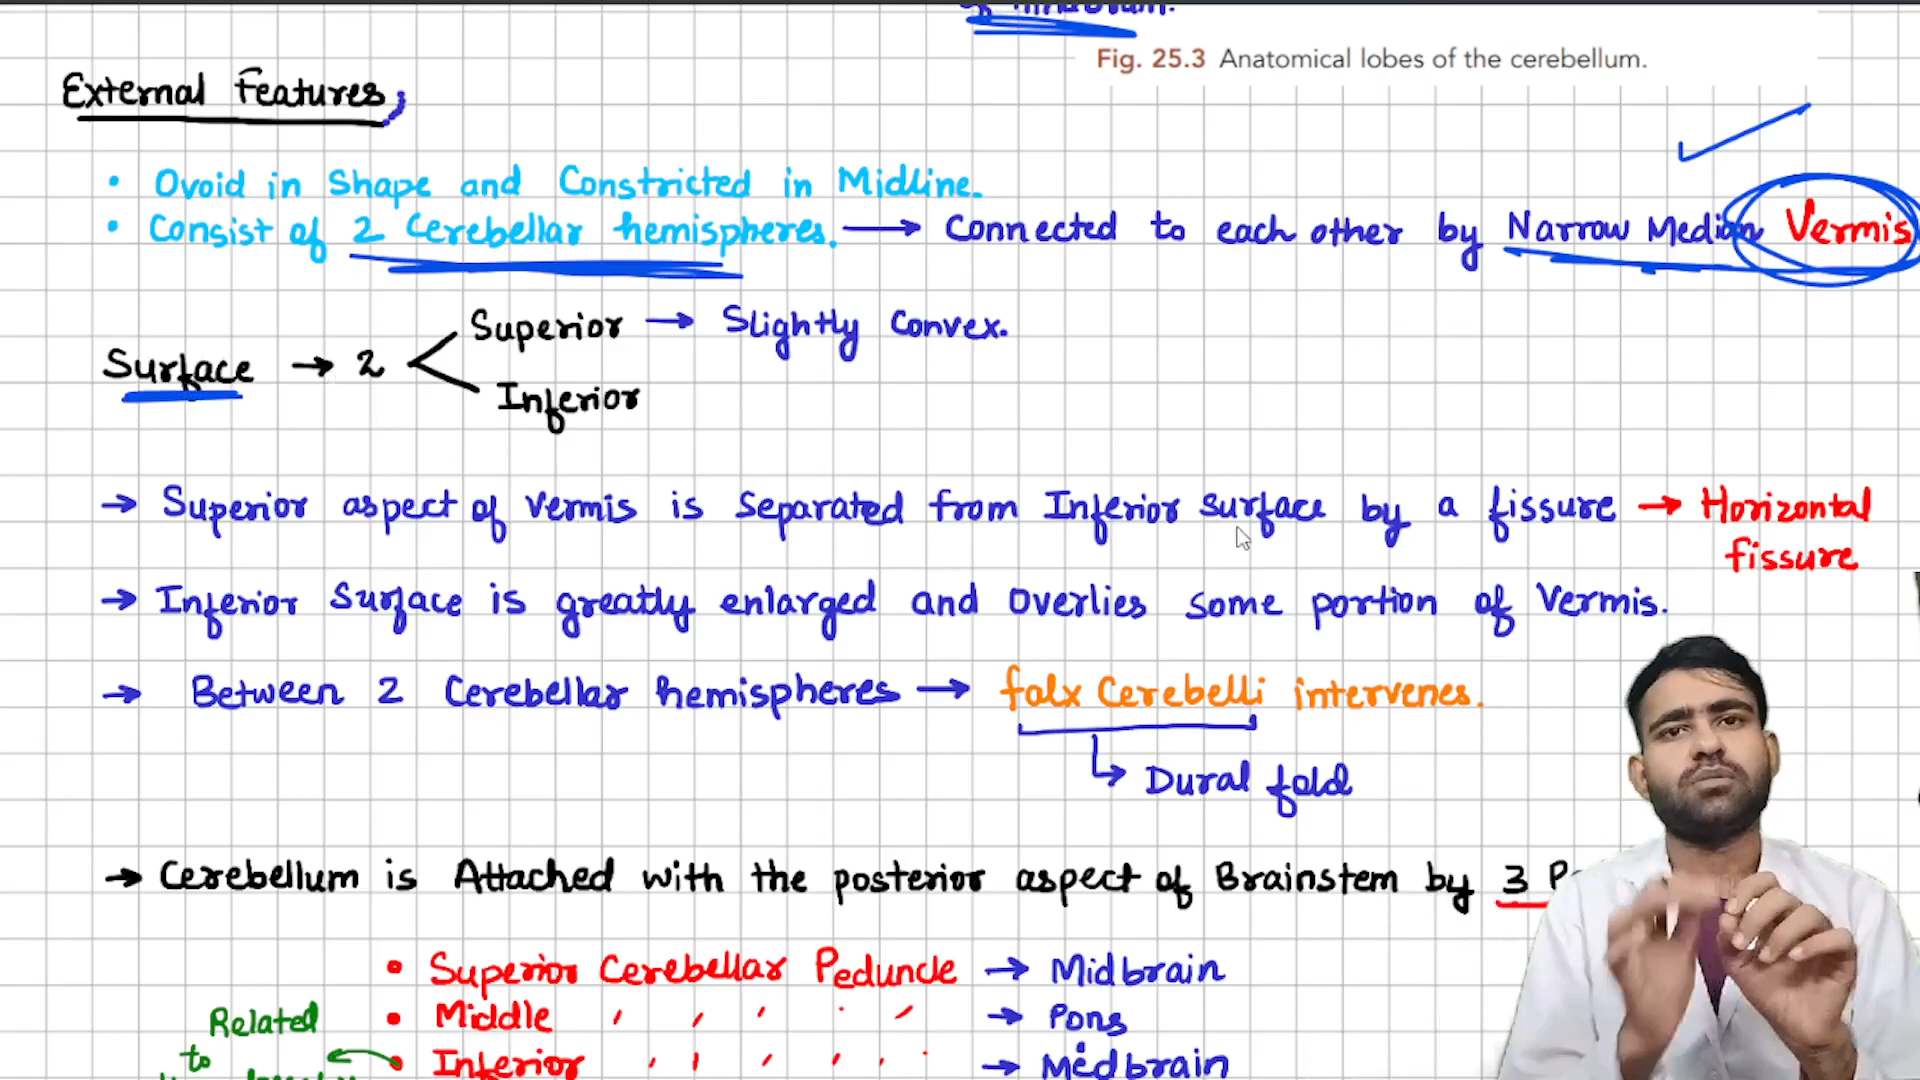 Fig. 25.3 Anatomical lobes of the cerebellum.
External Features
• Ovoid in Shape and Constricted in Midline.
• Consist of 2 Cerebellar hemispheres. → Connected to each other by Narrow Median Vermis
Surface → 2
Superior → Slightly Convex.
Inferior
→ Superior aspect of Vermis is Separated from Inferior Surface by a fissure → Horizontal fissure
→ Inferior Surface is greatly enlarged and overlies some portion of Vermis.
→ Between 2 Cerebellar hemispheres → falx Cerebelli intervenes.
↳ Dural fold
→ Cerebellum is Attached with the posterior aspect of Brainstem by 3
• Superior Cerebellar Peduncle → Midbrain
• Middle → Pons
• Inferior → Medbrain
Related
to